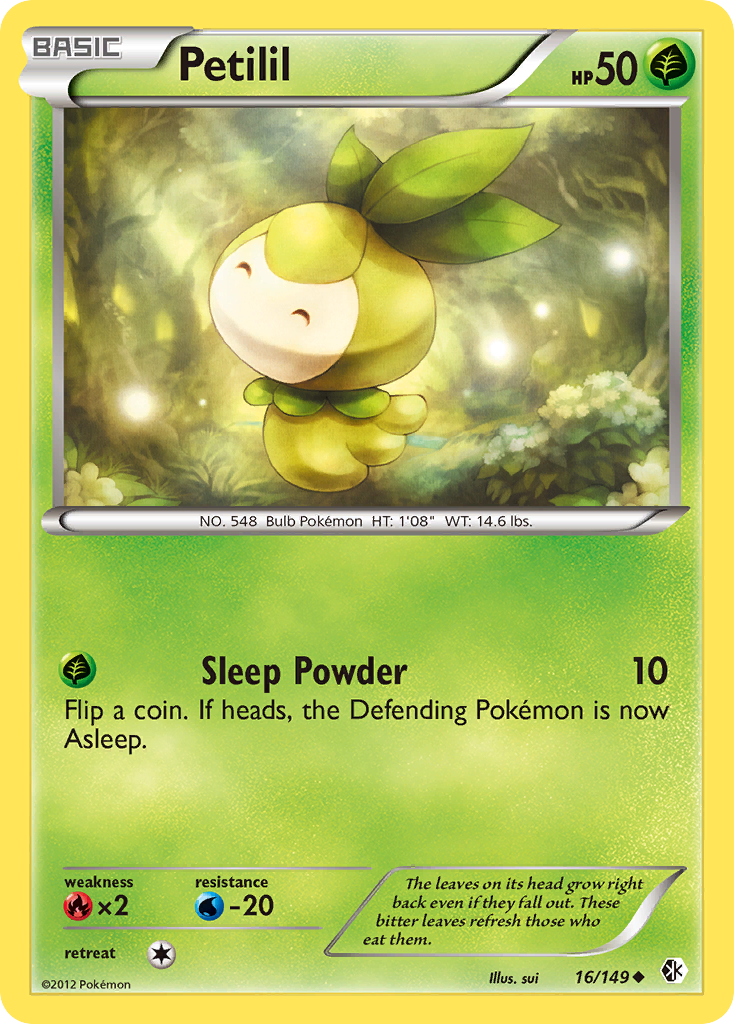 BASIC
Petilil
HP50
NO. 548 Bulb Pokémon HT: 1'08" WT: 14.6 lbs.
Sleep Powder 10
Flip a coin. If heads, the Defending Pokémon is now
Asleep.
weakness
×2
resistance
-20
retreat
The leaves on its head grow right
back even if they fall out. These
bitter leaves refresh those who
eat them.
©2012 Pokémon
Illus. sui
16/149